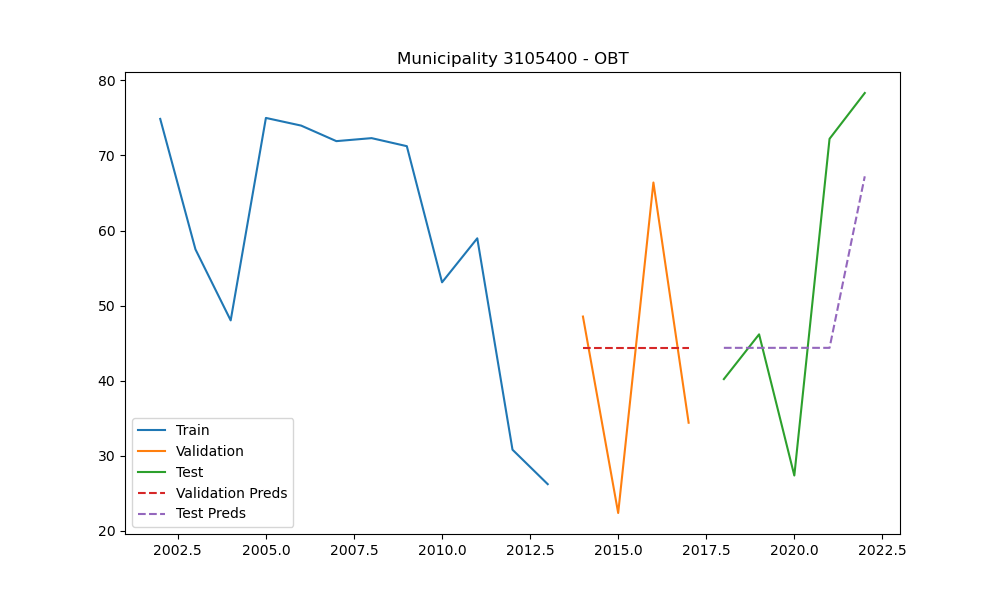 Municipality 3105400 - OBT
80
70
60
50
40
30
20
Train
Validation
Test
Validation Preds
Test Preds
2002.5 2005.0 2007.5 2010.0 2012.5 2015.0 2017.5 2020.0 2022.5